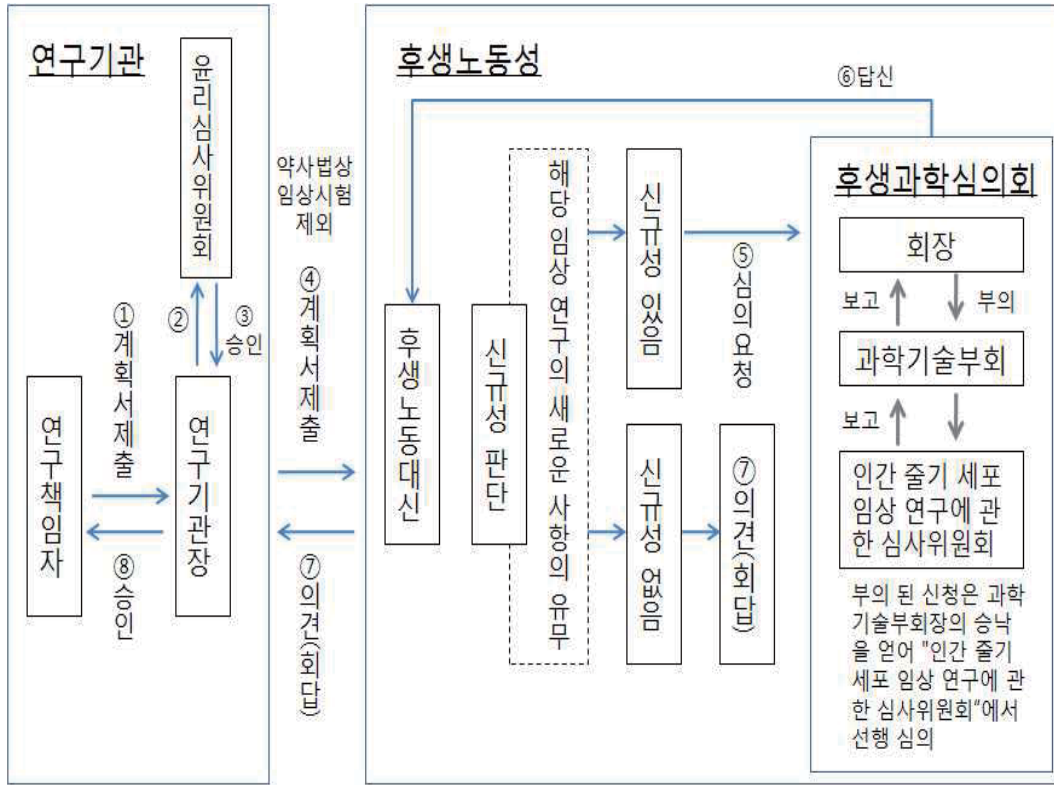 연구기관
윤리심사위원회
①계획서제출
②
③
승인
연구책임자
연구기관장
⑧승인
약사법상
임상시험
제외
④계획서제출
⑦의견(회답)
후생노동성
⑥답신
후생노동대신
신규성 판단
해당 임상 연구의 새로운 사항의 유무
신규성 있음
⑤심의요청
신규성 없음
⑦의견(회답)
후생과학심의회
회장
보고
부의
과학기술부회
보고
인간 줄기 세포
임상 연구에 관
한 심사위원회
부의 된 신청은 과학
기술부회장의 승낙
을 얻어 "인간 줄기
세포 임상 연구에 관
한 심사위원회"에서
선행 심의